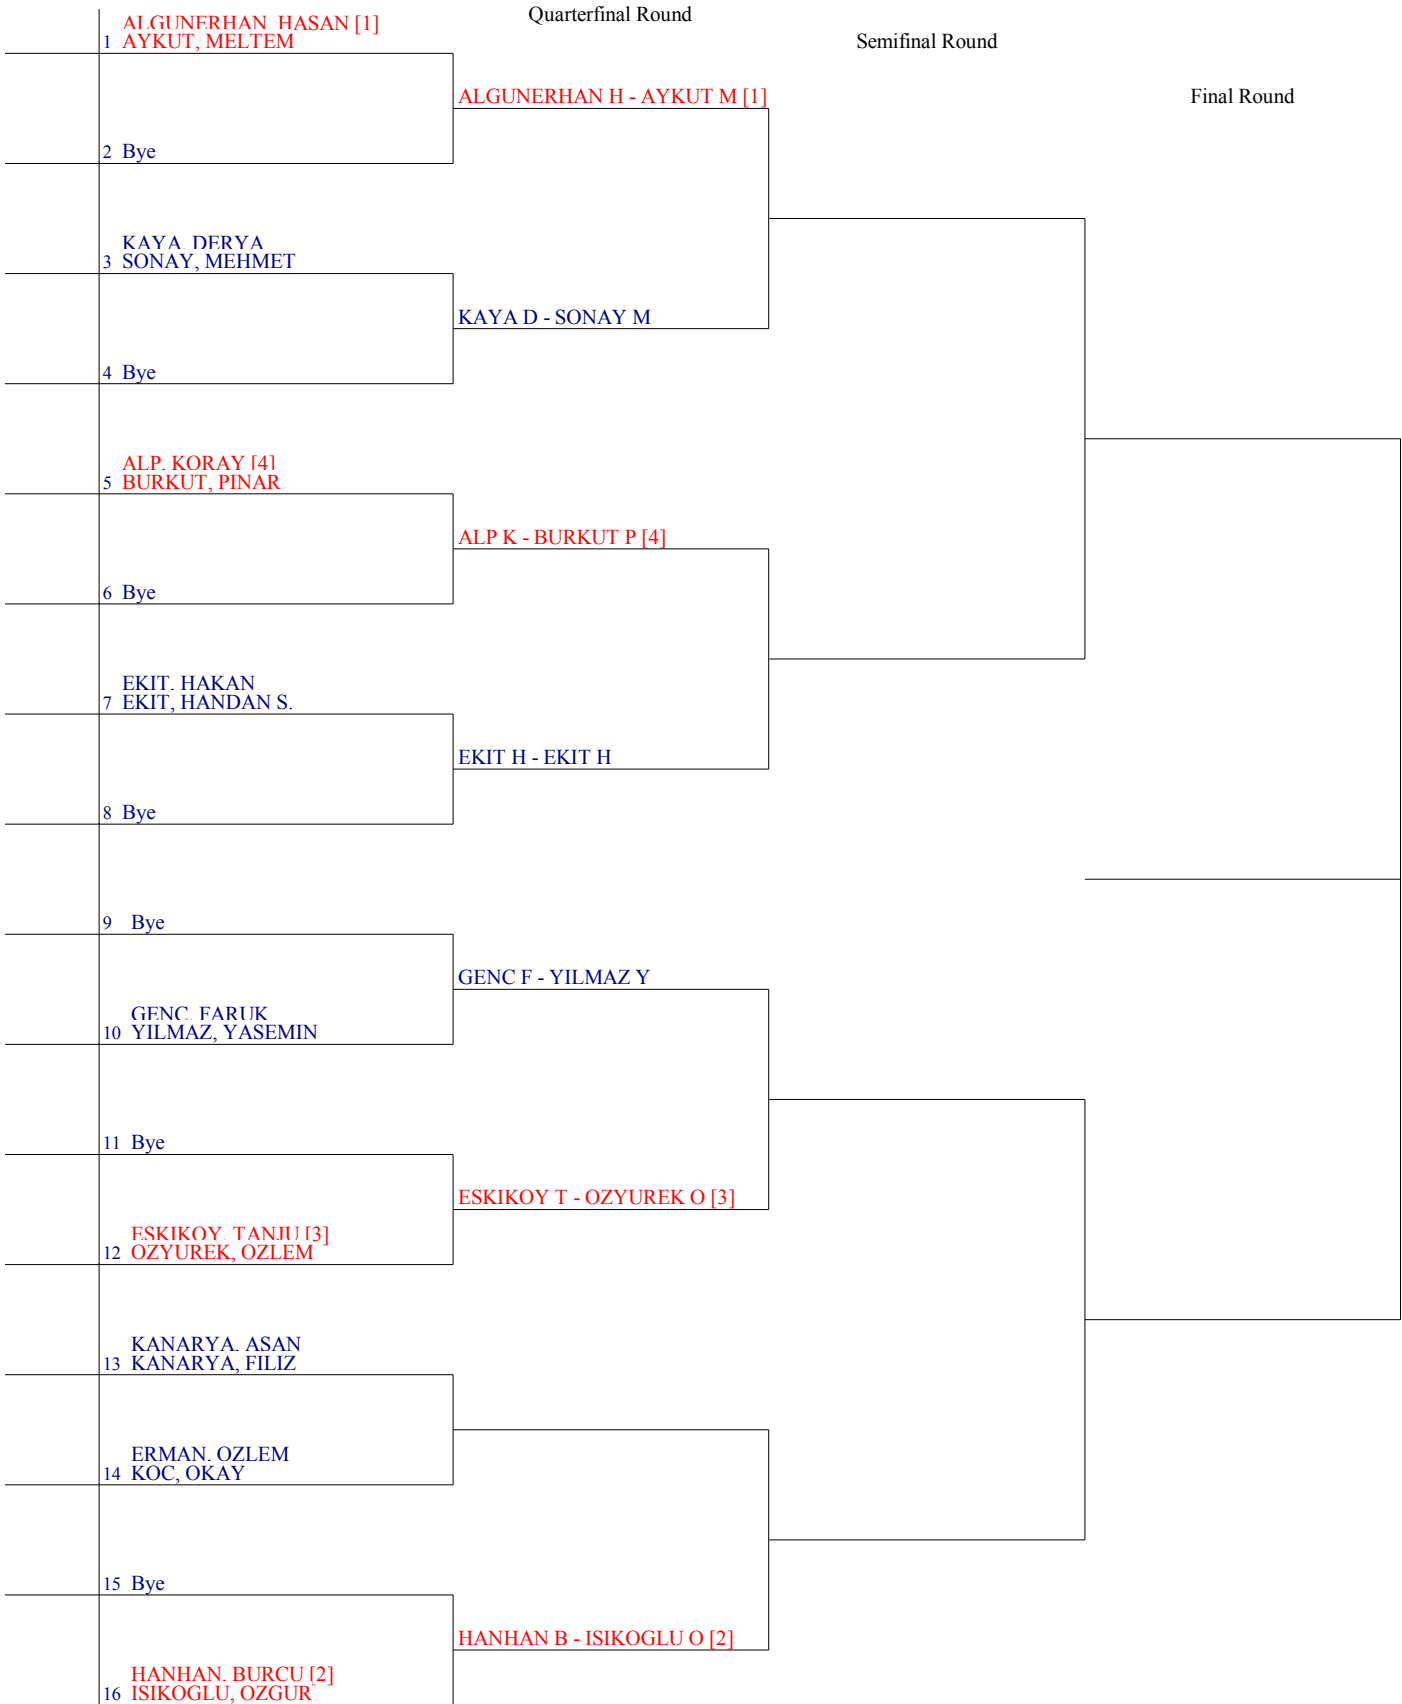 Quarterfinal Round
Semifinal Round
Final Round
ALGUNERHAN, HASAN [1]
1 AYKUT, MELTEM
ALGUNERHAN H - AYKUT M [1]
2 Bye
KAYA, DERYA
3 SONAY, MEHMET
KAYA D - SONAY M
4 Bye
ALP, KORAY [4]
5 BURKUT, PINAR
ALP K - BURKUT P [4]
6 Bye
EKIT, HAKAN
7 EKIT, HANDAN S.
EKIT H - EKIT H
8 Bye
9 Bye
GENC F - YILMAZ Y
GENC, FARUK
10 YILMAZ, YASEMIN
11 Bye
ESKIKOY T - OZYUREK O [3]
ESKIKOY, TANJU [3]
12 OZYUREK, OZLEM
KANARYA, ASAN
13 KANARYA, FILIZ
ERMAN, OZLEM
14 KOC, OKAY
15 Bye
HANHAN B - ISIKOGLU O [2]
HANHAN, BURCU [2]
16 ISIKOGLU, OZGUR